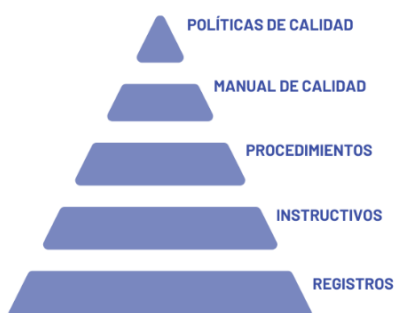 POLÍTICAS DE CALIDAD
MANUAL DE CALIDAD
PROCEDIMIENTOS
INSTRUCTIVOS
REGISTROS